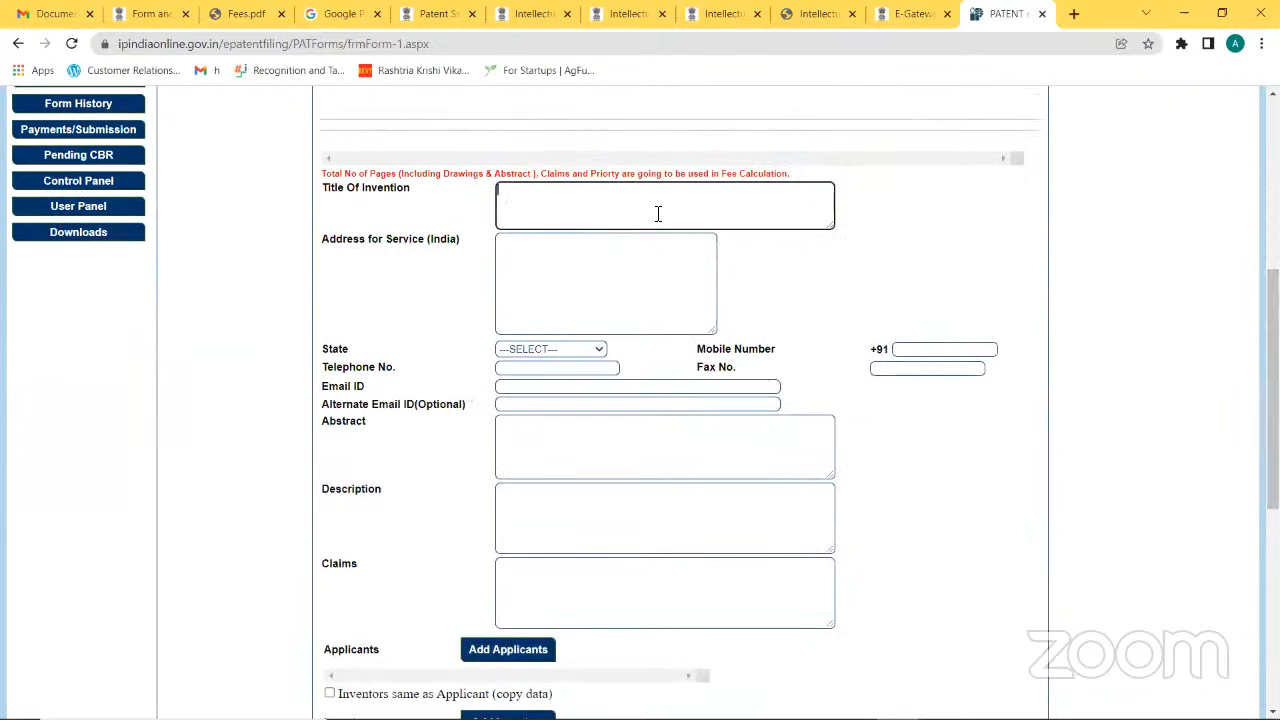 Documen
Form and
Fees.pdf
Google P
Patent S
Intellectu
Intellectu
Intellectu
Intellectu
E-Gatew
PATENT e
ipindiaonline.gov.in/epatentfiling/PATForms/frmForm-1.aspx
A
Apps
Customer Relations...
h
Recognition and Ta...
Rashtria Krishi Vika...
For Startups | AgFu...
Form History
Payments/Submission
Pending CBR
Control Panel
User Panel
Downloads
Total No of Pages (Including Drawings & Abstract ), Claims and Priorty are going to be used in Fee Calculation.
Title Of Invention
Address for Service (India)
State
---SELECT---
Mobile Number
+91
Telephone No.
Fax No.
Email ID
Alternate Email ID(Optional)
Abstract
Description
Claims
Applicants
Add Applicants
Inventors same as Applicant (copy data)
zoom